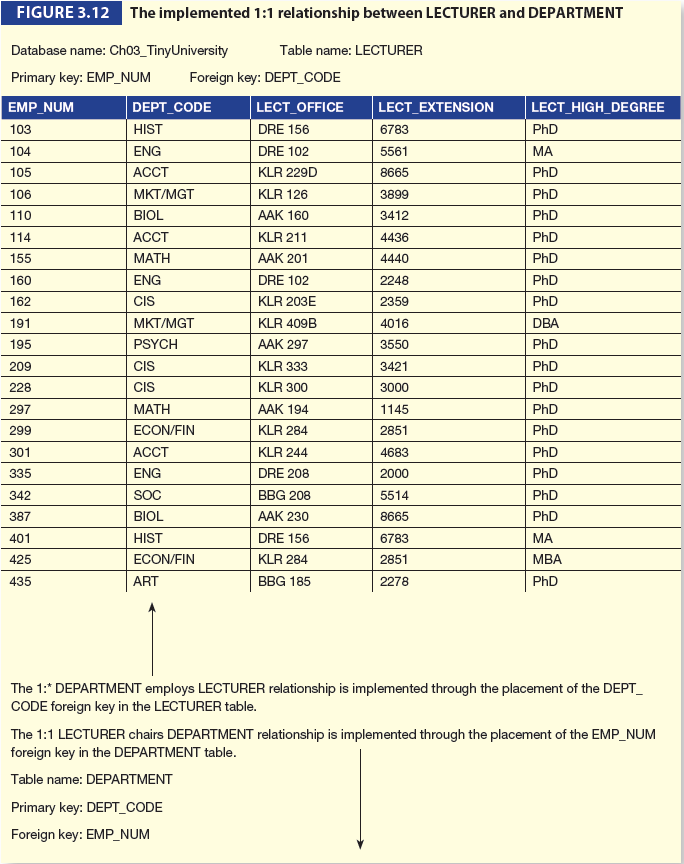 FIGURE 3.12 The implemented 1:1 relationship between LECTURER and DEPARTMENT
Database name: Ch03_TinyUniversity Table name: LECTURER
Primary key: EMP_NUM Foreign key: DEPT_CODE
EMP_NUM DEPT_CODE LECT_OFFICE LECT_EXTENSION LECT_HIGH_DEGREE
103 HIST DRE 156 6783 PhD
104 ENG DRE 102 5561 MA
105 ACCT KLR 229D 8665 PhD
106 MKT/MGT KLR 126 3899 PhD
110 BIOL AAK 160 3412 PhD
114 ACCT KLR 211 4436 PhD
155 MATH AAK 201 4440 PhD
160 ENG DRE 102 2248 PhD
162 CIS KLR 203E 2359 PhD
191 MKT/MGT KLR 409B 4016 DBA
195 PSYCH AAK 297 3550 PhD
209 CIS KLR 333 3421 PhD
228 CIS KLR 300 3000 PhD
297 MATH AAK 194 1145 PhD
299 ECON/FIN KLR 284 2851 PhD
301 ACCT KLR 244 4683 PhD
335 ENG DRE 208 2000 PhD
342 SOC BBG 208 5514 PhD
387 BIOL AAK 230 8665 PhD
401 HIST DRE 156 6783 MA
425 ECON/FIN KLR 284 2851 MBA
435 ART BBG 185 2278 PhD
The 1:* DEPARTMENT employs LECTURER relationship is implemented through the placement of the DEPT_
CODE foreign key in the LECTURER table.
The 1:1 LECTURER chairs DEPARTMENT relationship is implemented through the placement of the EMP_NUM
foreign key in the DEPARTMENT table.
Table name: DEPARTMENT
Primary key: DEPT_CODE
Foreign key: EMP_NUM